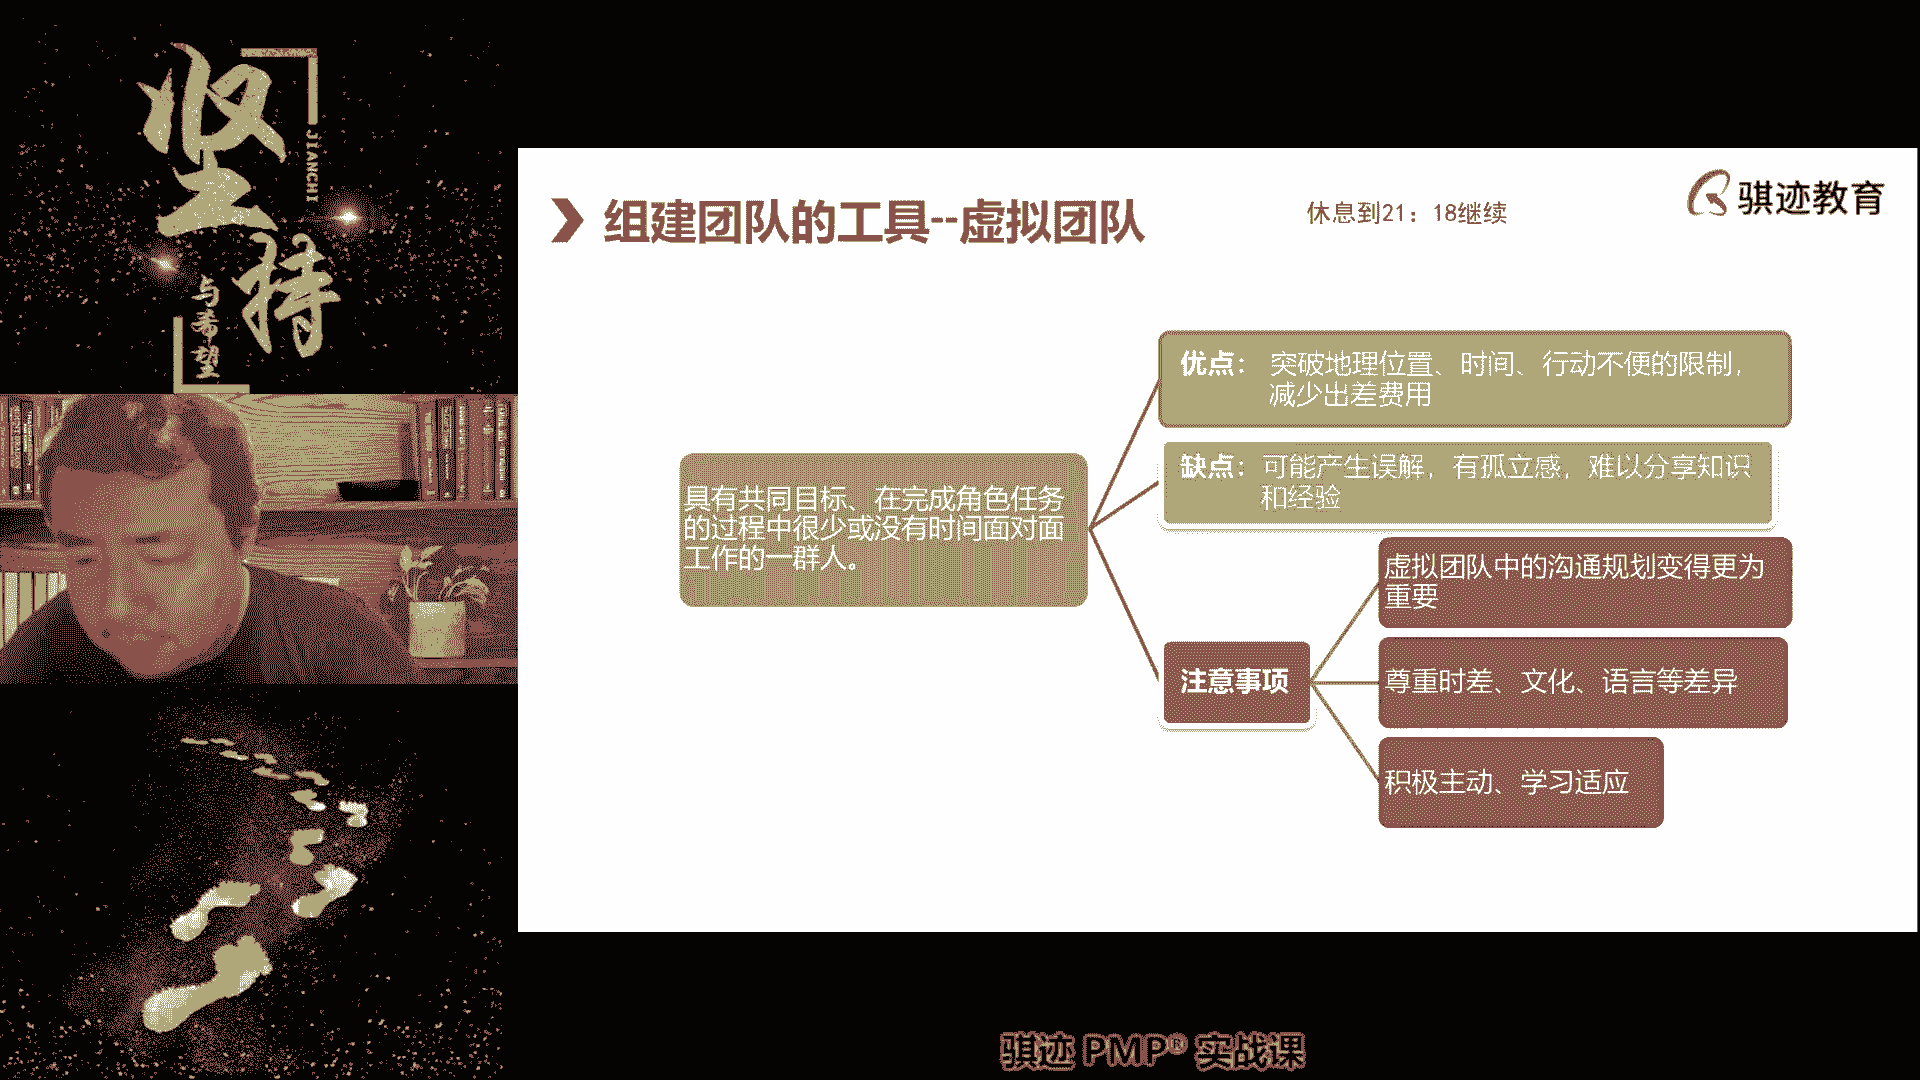 坚持
JIANCHI
与希望
组建团队的工具--虚拟团队
休息到21：18继续
骐迹教育
优点： 突破地理位置、时间、行动不便的限制，
减少出差费用
缺点：可能产生误解，有孤立感，难以分享知识
和经验
具有共同目标、在完成角色任务
的过程中很少或没有时间面对面
工作的一群人。
注意事项
虚拟团队中的沟通规划变得更为
重要
尊重时差、文化、语言等差异
积极主动、学习适应
骐迹 PMP® 实战课